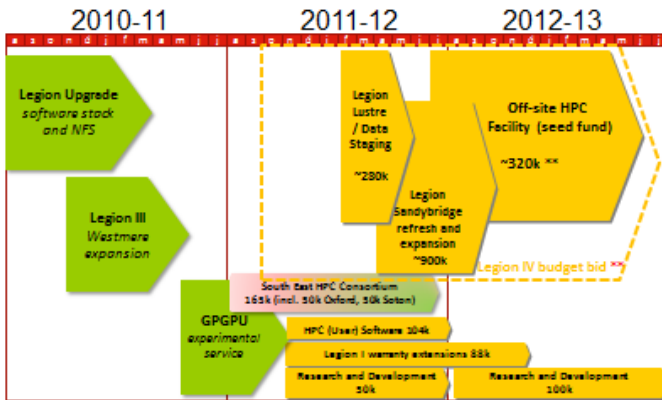 2010-11
2011-12
2012-13
a s o n d j f m a m j j a s o n d j f m a m j j a s o n d j f m a m j j
Legion Upgrade
software stack
and NFS
Legion III
Westmere
expansion
GPGPU
experimental
service
Legion
Lustre
/ Data
Staging
~280k
Legion
Sandybridge
refresh and
expansion
~900k
Off-site HPC
Facility (seed fund)
~320k **
Legion IV budget bid **
South East HPC Consortium
165k (incl. 50k Oxford, 50k Soton)
HPC (User) Software 104k
Legion I warranty extensions 88k
Research and Development
50k
Research and Development
100k